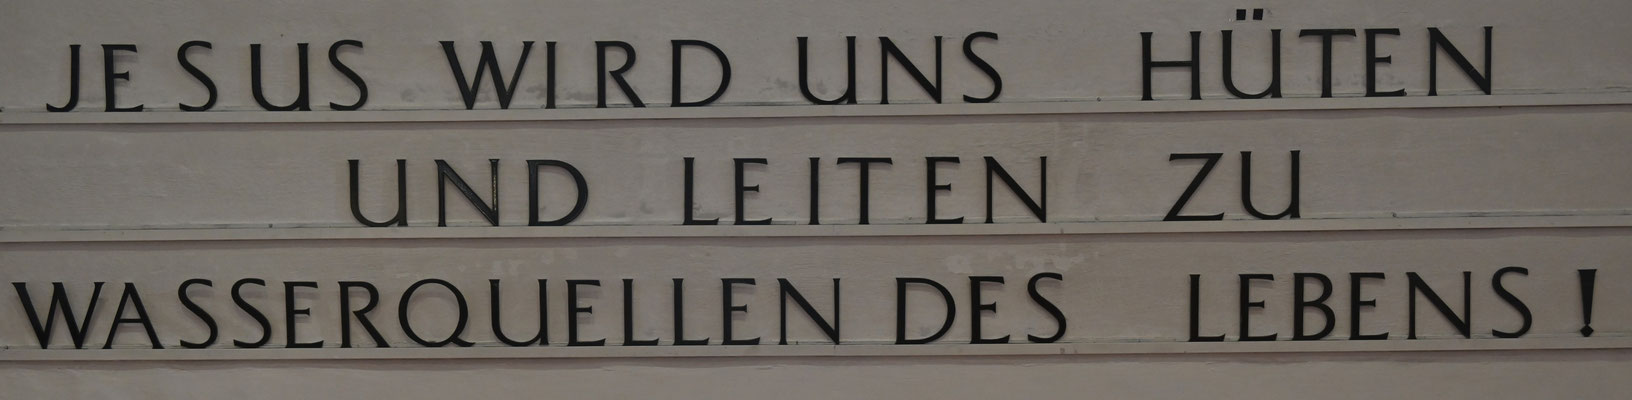 JESUS WIRD UNS HÜTEN
UND LEITEN ZU
WASSERQUELLEN DES LEBENS!